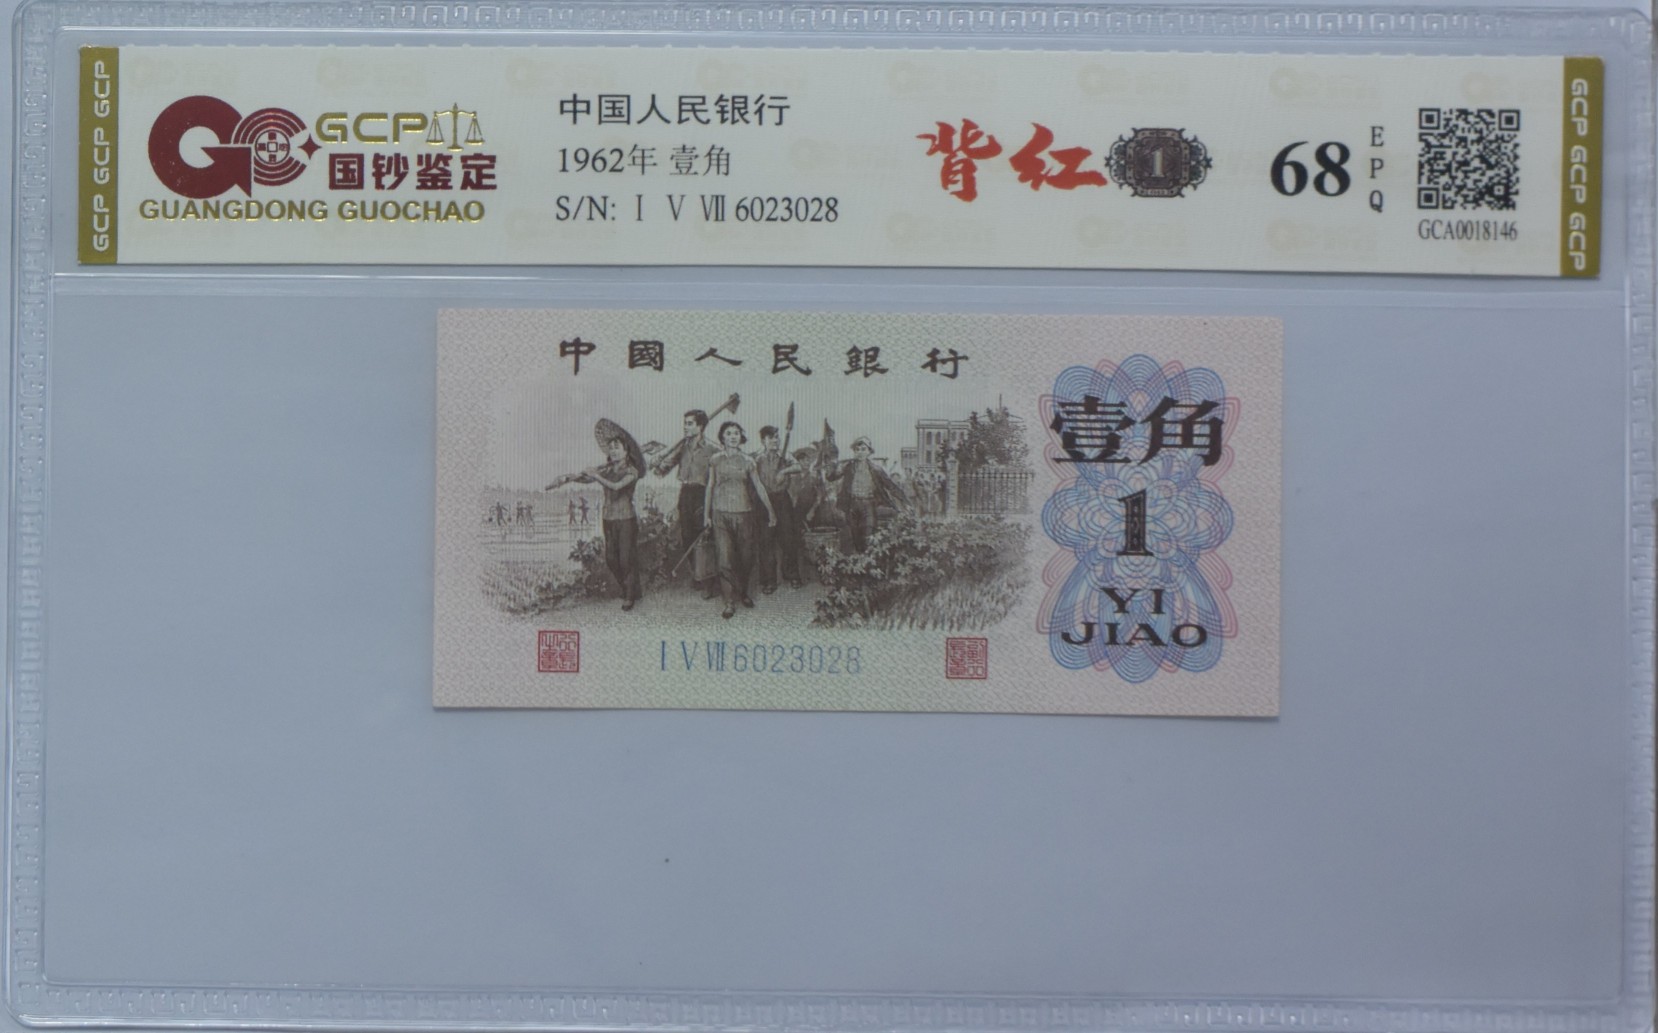 GCP GCP GCP
GCP
国钞鉴定
GUANGDONG GUOCHAO
中国人民银行
1962年 壹角
S/N: Ⅰ Ⅴ Ⅶ 6023028
背红
1
68
EPQ
GCA0018146
GCP GCP GCP
中國人民銀行
壹角
1
YI
JIAO
Ⅰ Ⅴ Ⅶ 6023028